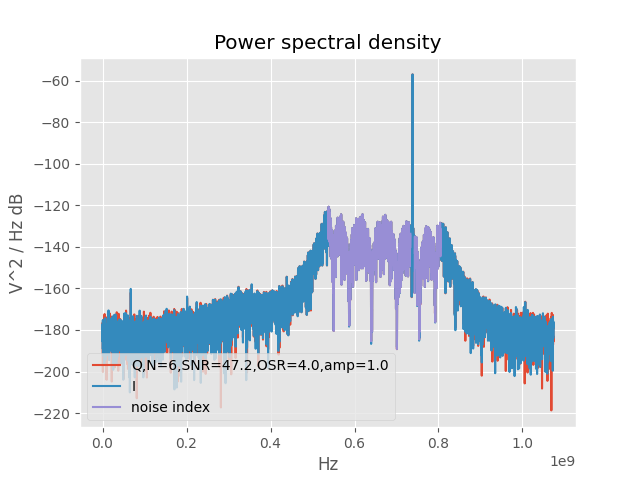 Power spectral density
V^2 / Hz dB
−60
−80
−100
−120
−140
−160
−180
−200
−220
Q,N=6,SNR=47.2,OSR=4.0,amp=1.0
I
noise index
0.0 0.2 0.4 0.6 0.8 1.0
1e9
Hz